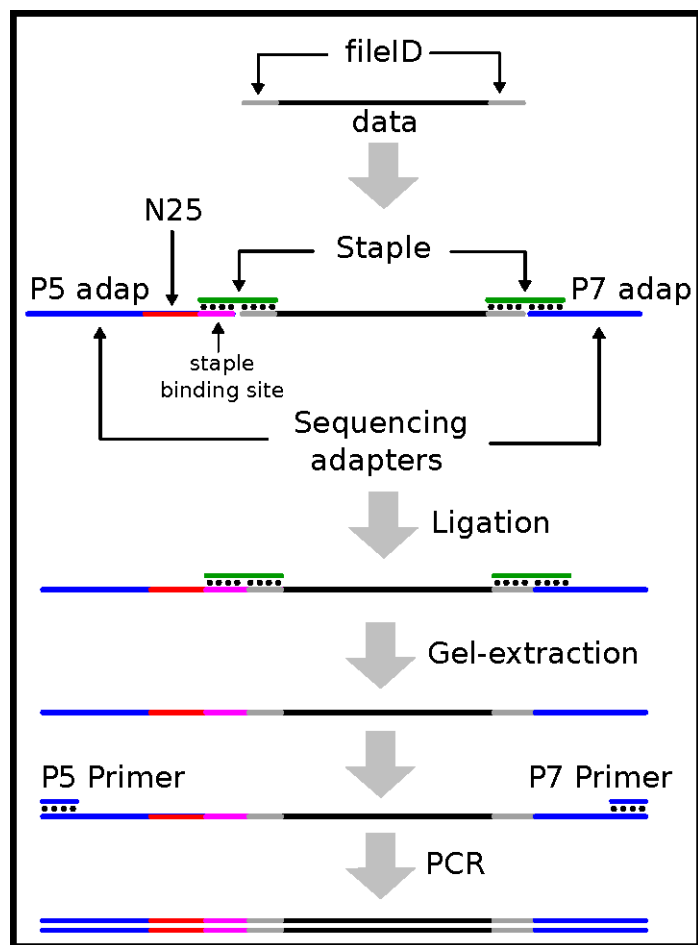 fileID
data
N25
Staple
P5 adap
P7 adap
staple
binding site
Sequencing
adapters
Ligation
Gel-extraction
P5 Primer
P7 Primer
PCR